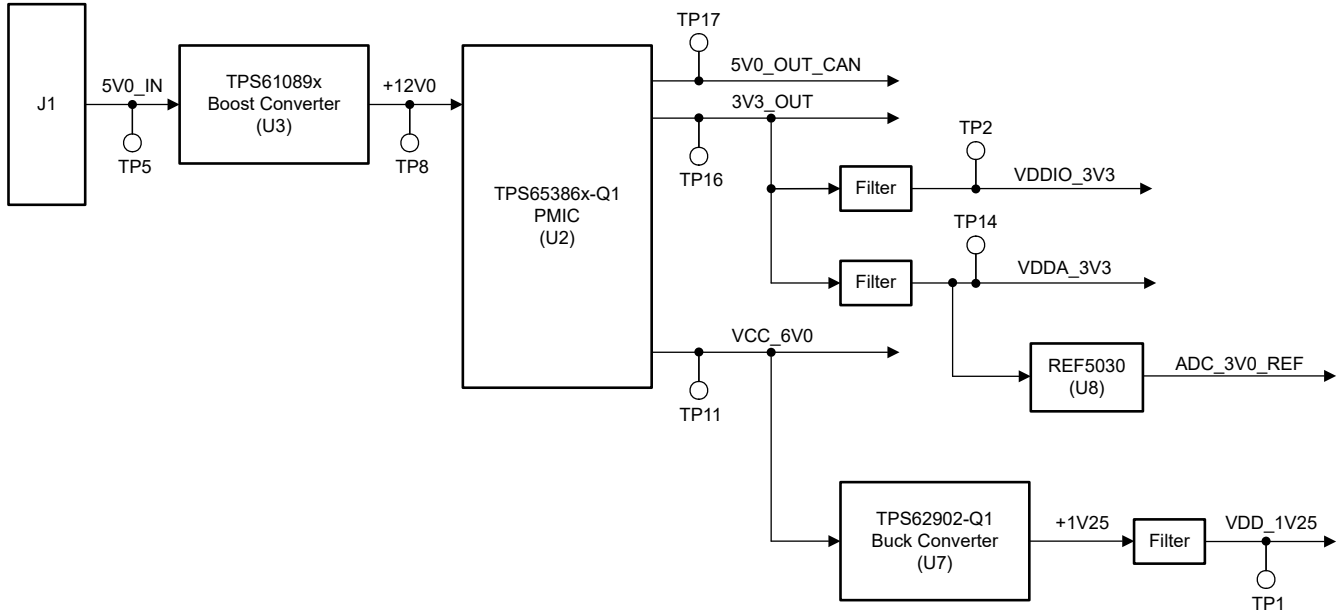 J1
5V0_IN
TP5
TPS61089x
Boost Converter
(U3)
+12V0
TP8
TPS65386x-Q1
PMIC
(U2)
TP17
5V0_OUT_CAN
3V3_OUT
TP16
TP2
Filter
VDDIO_3V3
TP14
Filter
VDDA_3V3
REF5030
(U8)
ADC_3V0_REF
VCC_6V0
TP11
TPS62902-Q1
Buck Converter
(U7)
+1V25
Filter
VDD_1V25
TP1